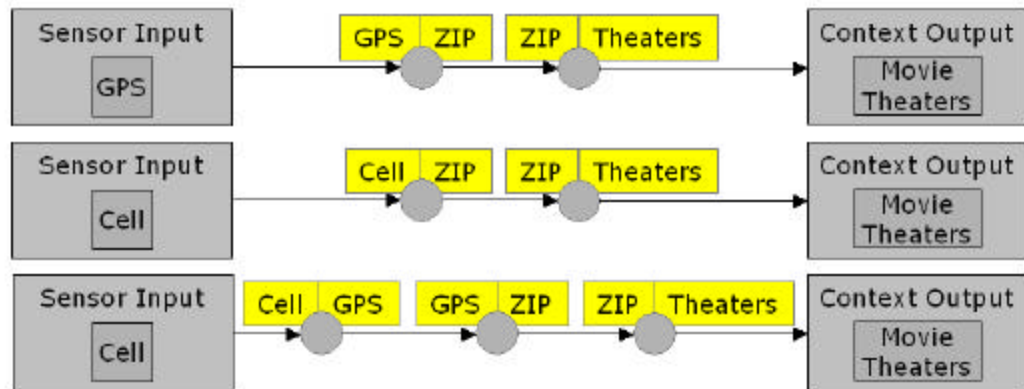 Sensor Input
GPS
GPS ZIP
ZIP Theaters
Context Output
Movie
Theaters
Sensor Input
Cell
Cell ZIP
ZIP Theaters
Context Output
Movie
Theaters
Sensor Input
Cell
Cell GPS
GPS ZIP
ZIP Theaters
Context Output
Movie
Theaters